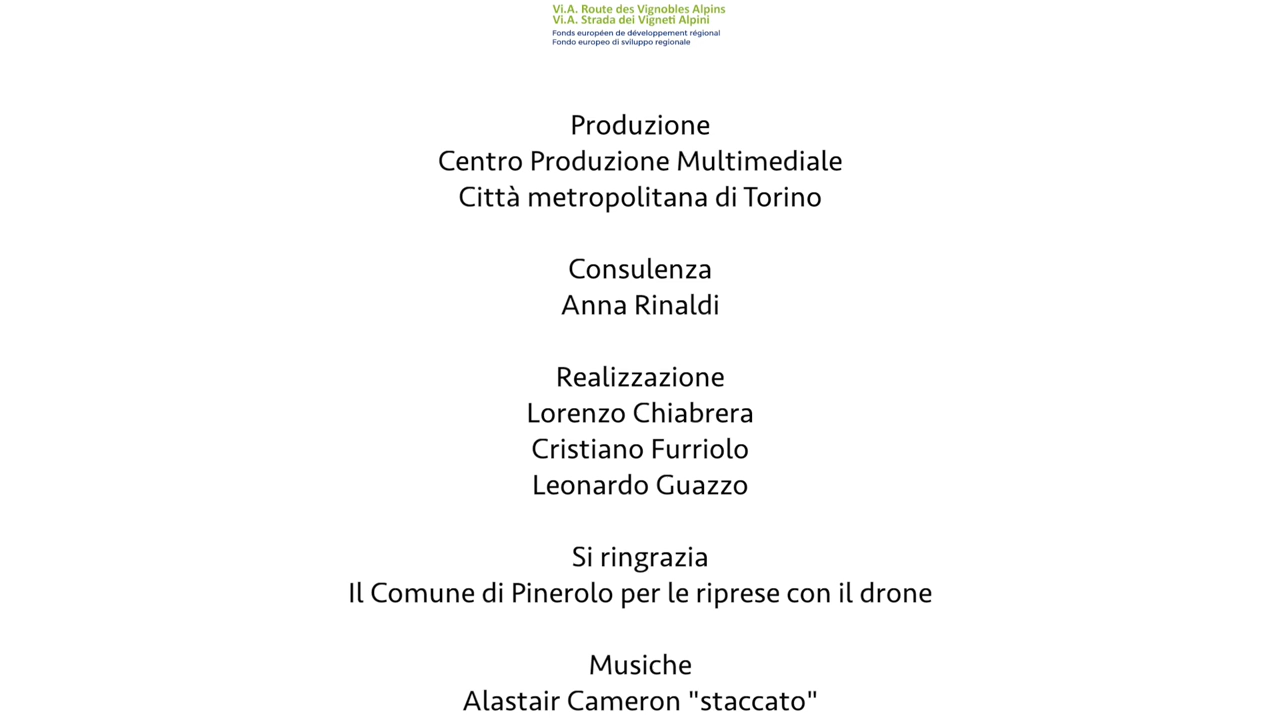 Vi.A. Route des Vignobles Alpins
Vi.A. Strada dei Vigneti Alpini
Fonds européen de développement régional
Fondo europeo di sviluppo regionale
Produzione
Centro Produzione Multimediale
Città metropolitana di Torino
Consulenza
Anna Rinaldi
Realizzazione
Lorenzo Chiabrera
Cristiano Furriolo
Leonardo Guazzo
Si ringrazia
Il Comune di Pinerolo per le riprese con il drone
Musiche
Alastair Cameron "staccato"